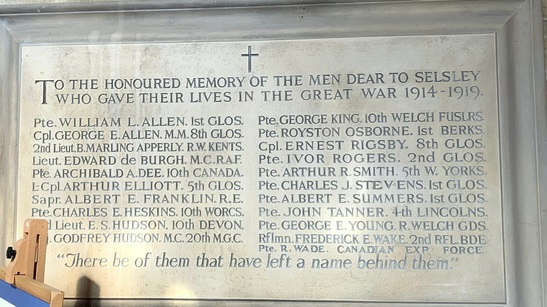 TO THE HONOURED MEMORY OF THE MEN DEAR TO SELSLEY
WHO GAVE THEIR LIVES IN THE GREAT WAR 1914-1919.
Pte. WILLIAM L. ALLEN. 1st GLOS.
Cpl. GEORGE E. ALLEN. M.M. 8th GLOS.
2nd Lieut. B. MARLING APPERLY. R.W. KENTS.
Lieut. EDWARD de BURGH. M.C. R.A.F.
Pte. ARCHIBALD A. DEE. 10th CANADA.
L-Cpl. ARTHUR ELLIOTT. 5th GLOS.
Sapr. ALBERT E. FRANKLIN. R.E.
Pte. CHARLES E. HESKINS. 10th WORCS.
Lieut. E. S. HUDSON. 10th DEVON.
GODFREY HUDSON. M.C. 20th M.G.C.
Pte. GEORGE KING. 10th WELCH FUSLRS.
Pte. ROYSTON OSBORNE. 1st BERKS.
Cpl. ERNEST RIGSBY. 8th GLOS.
Pte. IVOR ROGERS. 2nd GLOS.
Pte. ARTHUR R. SMITH. 5th W. YORKS.
Pte. CHARLES J. STEVENS. 1st GLOS.
Pte. ALBERT E. SUMMERS. 1st GLOS.
Pte. JOHN TANNER. 4th LINCOLNS.
Pte. GEORGE E. YOUNG. R. WELCH GDS.
Rflmn. FREDERICK E. WAKE. 2nd RFL. BDE.
Pte. R. WADE. CANADIAN EXP. FORCE.
"There be of them that have left a name behind them."